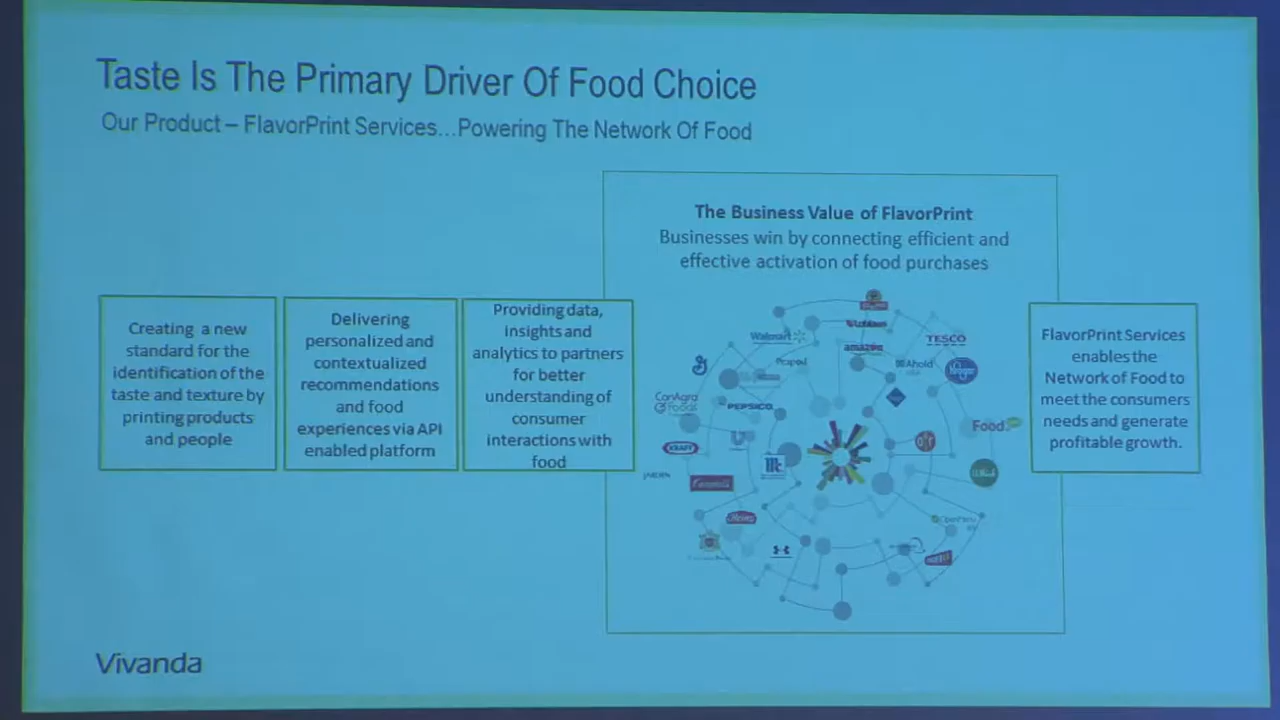 Taste Is The Primary Driver Of Food Choice
Our Product – FlavorPrint Services...Powering The Network Of Food
Creating a new
standard for the
identification of the
taste and texture by
printing products
and people
Delivering
personalized and
contextualized
recommendations
and food
experiences via API
enabled platform
Providing data,
insights and
analytics to partners
for better
understanding of
consumer
interactions with
food
The Business Value of FlavorPrint
Businesses win by connecting efficient and
effective activation of food purchases
Walmart
amazon
TESCO
Peapod
Ahold
Kroger
ConAgra
Foods
PEPSICO
Food
KRAFT
Campbell's
Heinz
FlavorPrint Services
enables the
Network of Food to
meet the consumers
needs and generate
profitable growth.
Vivanda